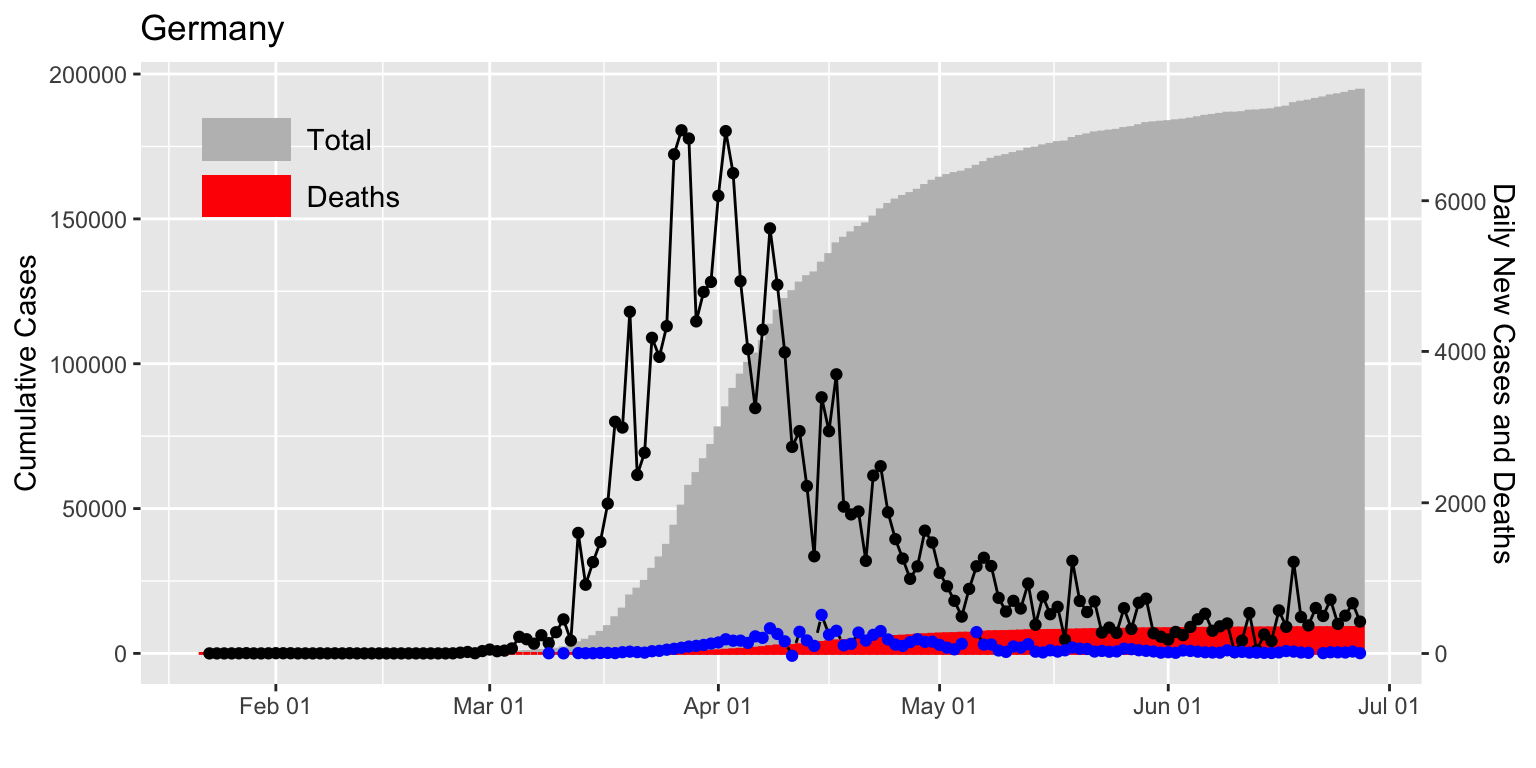 Germany
200000
150000
100000
50000
0
Cumulative Cases
Total
Deaths
6000
4000
2000
0
Daily New Cases and Deaths
Feb 01
Mar 01
Apr 01
May 01
Jun 01
Jul 01